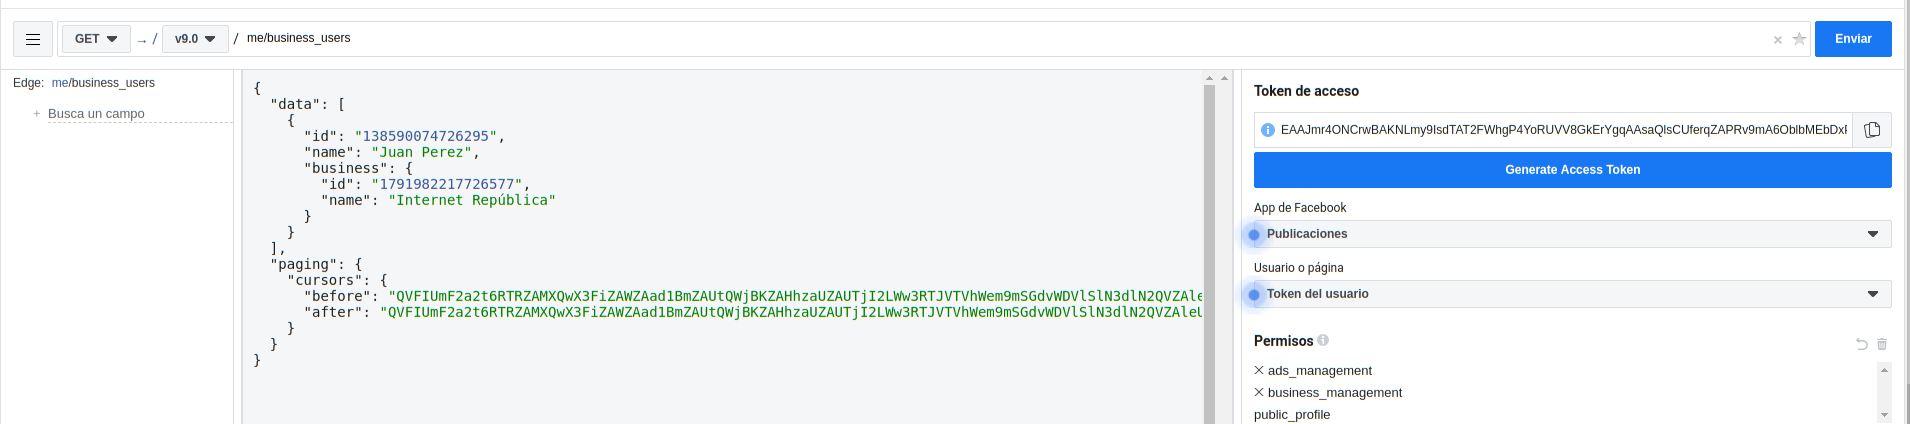 GET → / v9.0 / me/business_users × Enviar
Edge: me/business_users
+ Busca un campo
{
"data": [
{
"id": "138590074726295",
"name": "Juan Perez",
"business": {
"id": "1791982217726577",
"name": "Internet República"
}
}
],
"paging": {
"cursors": {
"before": "QVFIUmF2a2t6RTRZAMXQwX3FiZAWZAad1BmZAUtQWjBKZAHhzaUZAUTjI2LWw3RTJVTVhWem9mSGdvWDVlSlN3dlN2QVZAle
"after": "QVFIUmF2a2t6RTRZAMXQwX3FiZAWZAad1BmZAUtQWjBKZAHhzaUZAUTjI2LWw3RTJVTVhWem9mSGdvWDVlSlN3dlN2QVZAleU
}
}
}
Token de acceso
EAAJmr4ONCrwBAKNLmy9IsdTAT2FWhgP4YoRUVV8GkErYgqAAsaQlsCUferqZAPRv9mA6OblbMEbDxF
Generate Access Token
App de Facebook
Publicaciones
Usuario o página
Token del usuario
Permisos
× ads_management
× business_management
public_profile